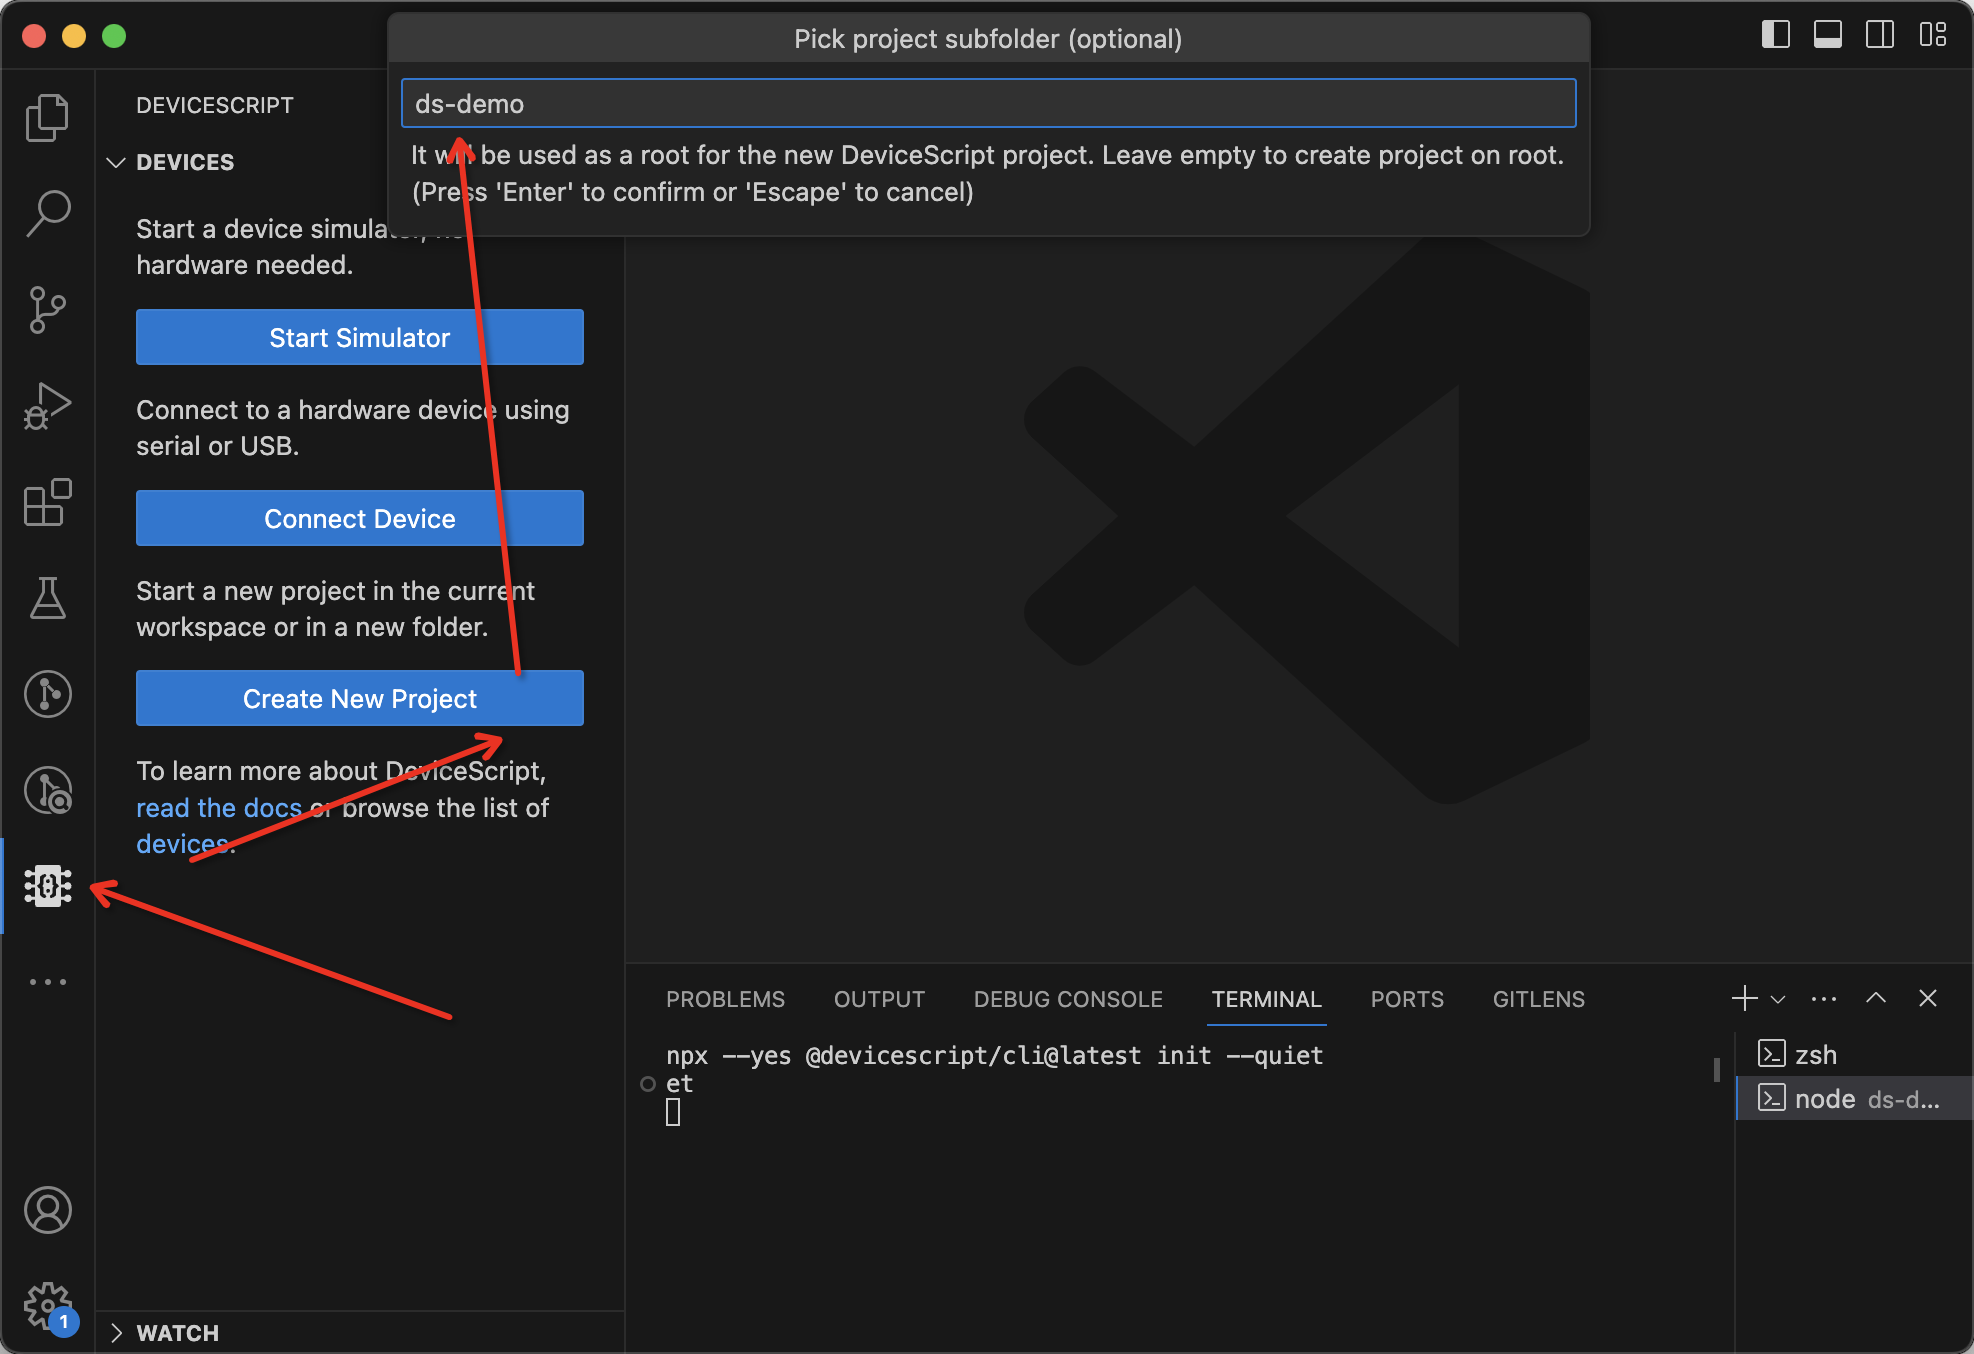 Pick project subfolder (optional)
ds-demo
It will be used as a root for the new DeviceScript project. Leave empty to create project on root.
(Press 'Enter' to confirm or 'Escape' to cancel)
DEVICESCRIPT
DEVICES
Start a device simulator, no
hardware needed.
Start Simulator
Connect to a hardware device using
serial or USB.
Connect Device
Start a new project in the current
workspace or in a new folder.
Create New Project
To learn more about DeviceScript,
read the docs or browse the list of
devices.
WATCH
1
PROBLEMS OUTPUT DEBUG CONSOLE TERMINAL PORTS GITLENS
npx --yes @devicescript/cli@latest init --quiet
et
zsh
node ds-d...